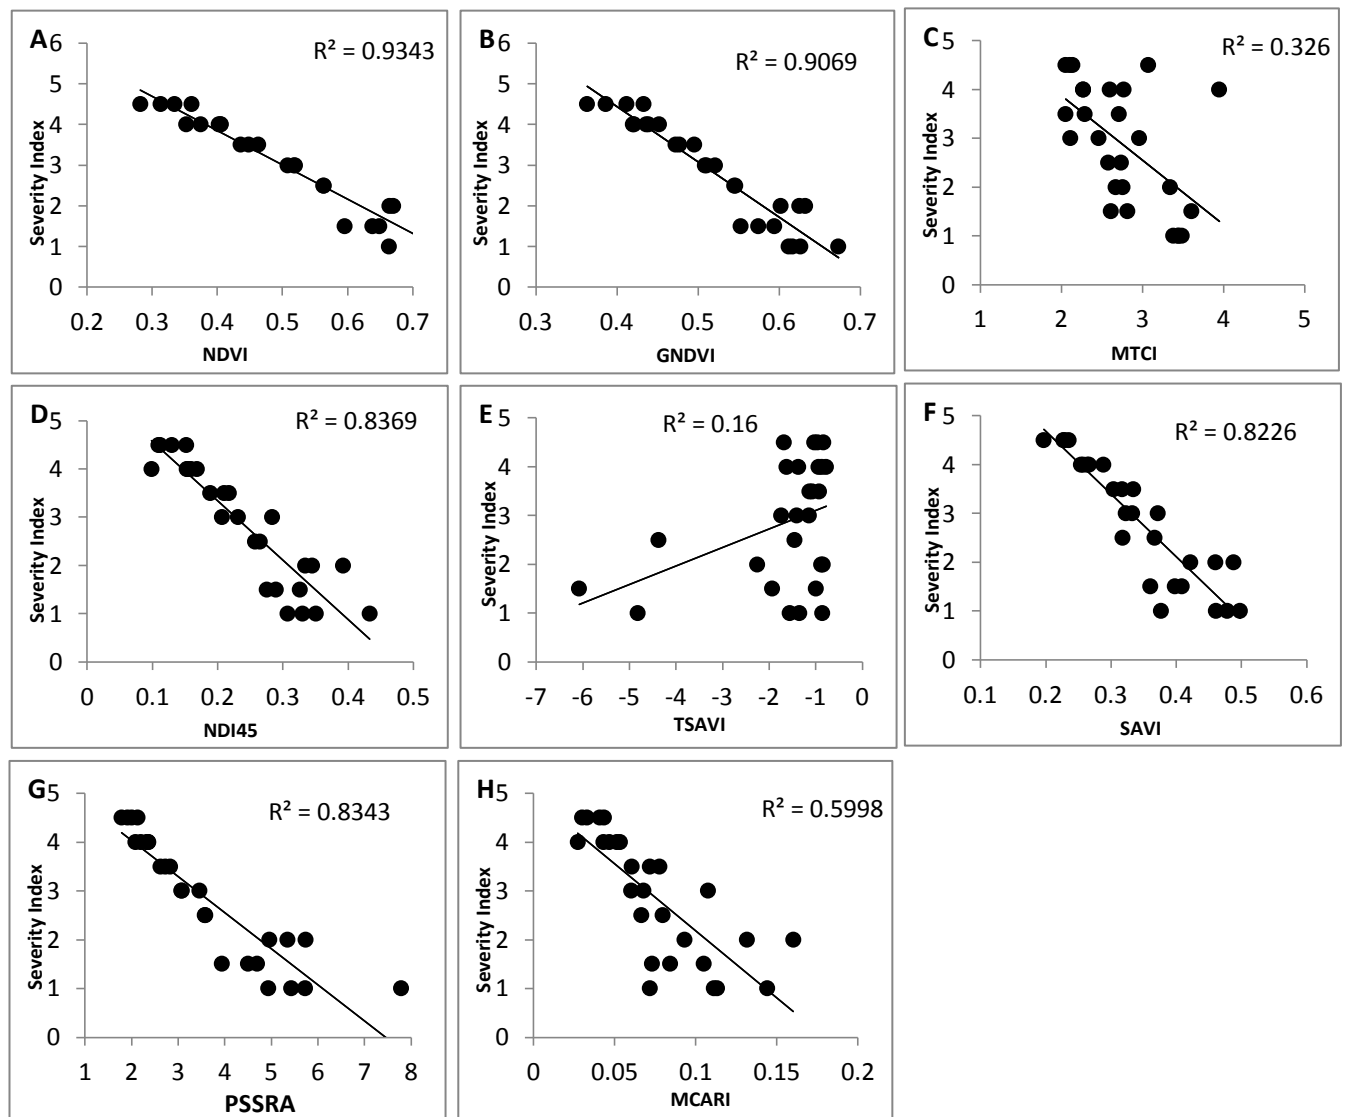 A
R² = 0.9343
6
5
4
3
2
1
0
Severity Index
0.2 0.3 0.4 0.5 0.6 0.7
NDVI
B
R² = 0.9069
6
5
4
3
2
1
0
Severity Index
0.3 0.4 0.5 0.6 0.7
GNDVI
C
R² = 0.326
5
4
3
2
1
0
Severity Index
1 2 3 4 5
MTCI
D
R² = 0.8369
5
4
3
2
1
0
Severity Index
0 0.1 0.2 0.3 0.4 0.5
NDI45
E
R² = 0.16
5
4
3
2
1
0
Severity Index
-7 -6 -5 -4 -3 -2 -1 0
TSAVI
F
R² = 0.8226
5
4
3
2
1
0
Severity Index
0.1 0.2 0.3 0.4 0.5 0.6
SAVI
G
R² = 0.8343
5
4
3
2
1
0
Severity Index
1 2 3 4 5 6 7 8
PSSRA
H
R² = 0.5998
5
4
3
2
1
0
Severity Index
0 0.05 0.1 0.15 0.2
MCARI